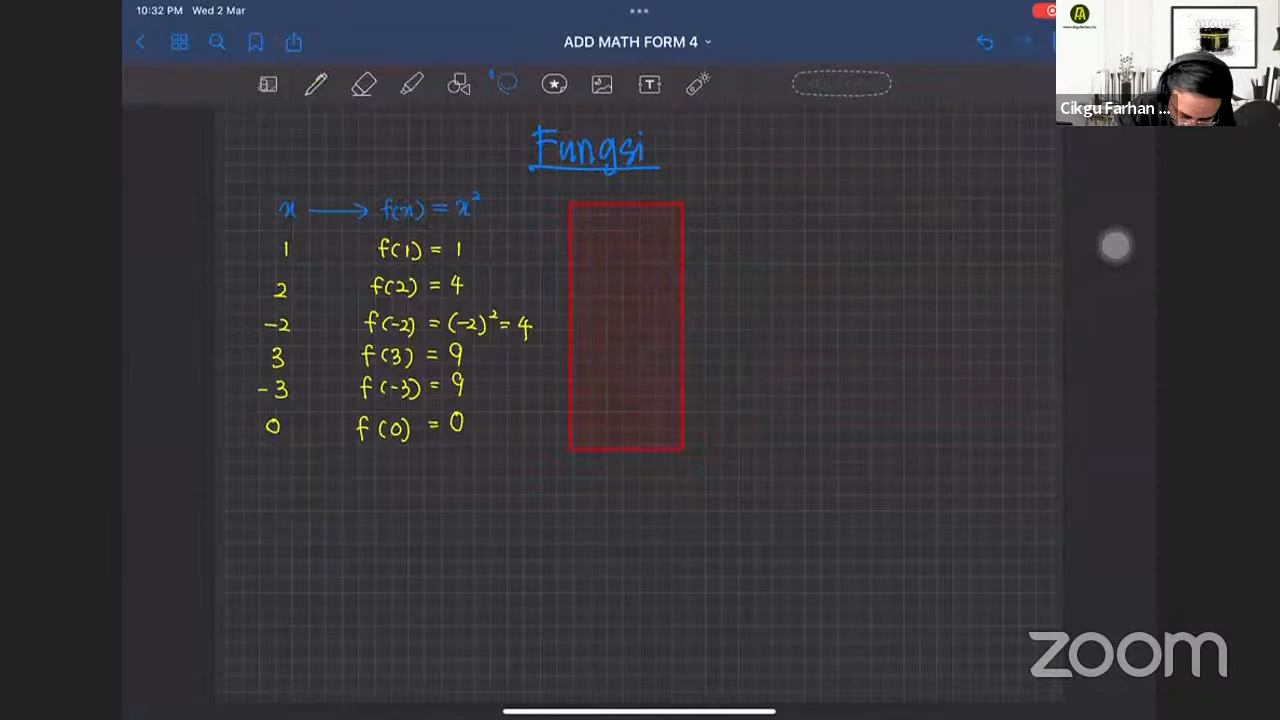 10:32 PM Wed 2 Mar
ADD MATH FORM 4
T
Cikgu Farhan ...
Fungsi
x ⟶ f(x) = x²
1 f(1) = 1
2 f(2) = 4
-2 f(-2) = (-2)² = 4
3 f(3) = 9
-3 f(-3) = 9
0 f(0) = 0
zoom